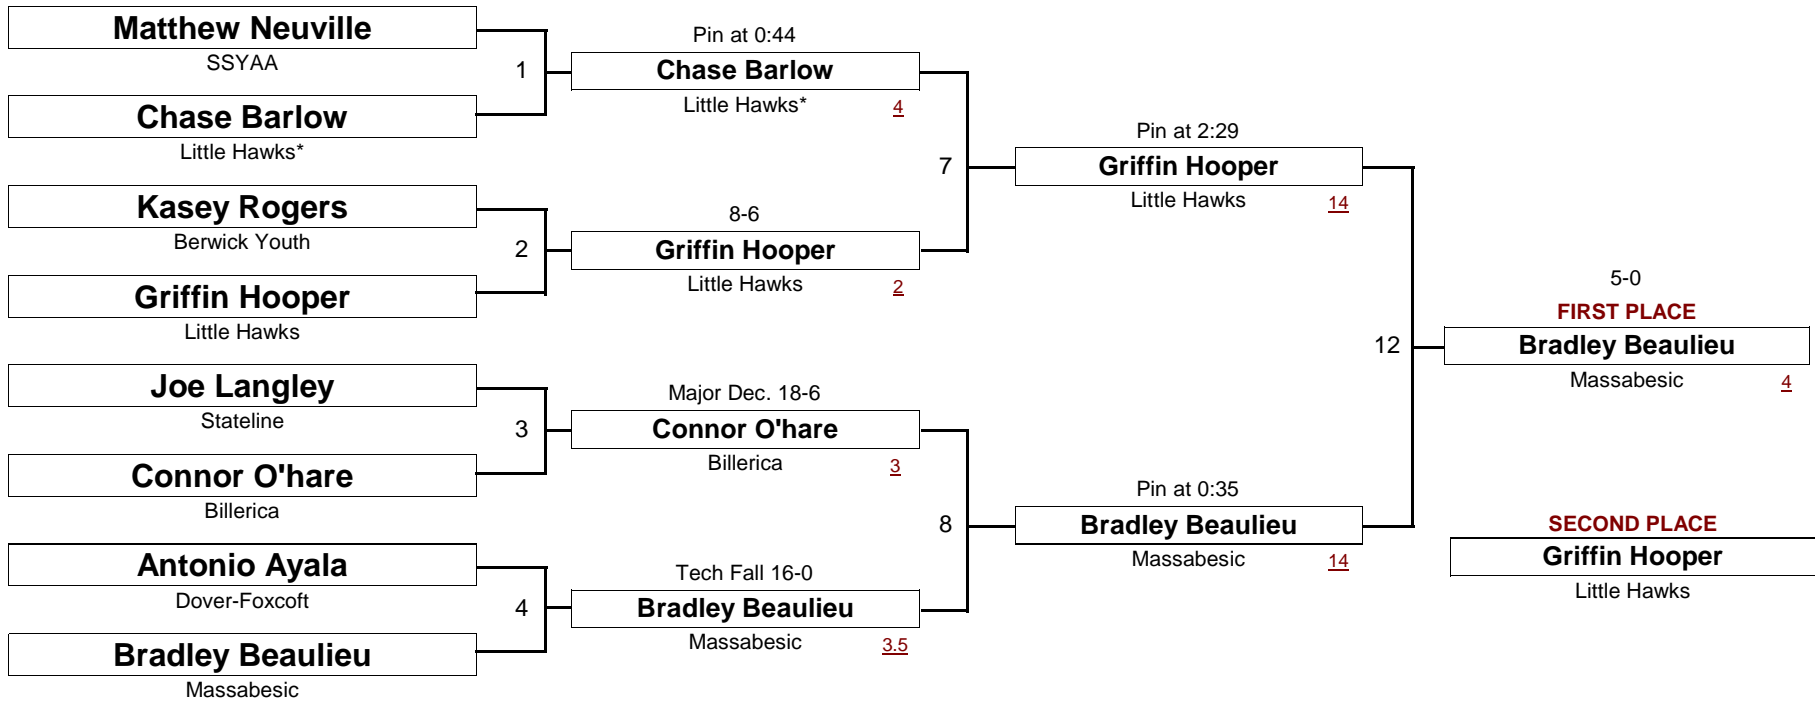 Matthew Neuville
SSYAA
1
Chase Barlow
Little Hawks*
Kasey Rogers
Berwick Youth
2
Griffin Hooper
Little Hawks
Joe Langley
Stateline
3
Connor O'hare
Billerica
Antonio Ayala
Dover-Foxcoft
4
Bradley Beaulieu
Massabesic
Pin at 0:44
Chase Barlow
Little Hawks* 4
7
8-6
Griffin Hooper
Little Hawks 2
Major Dec. 18-6
Connor O'hare
Billerica 3
8
Tech Fall 16-0
Bradley Beaulieu
Massabesic 3.5
Pin at 2:29
Griffin Hooper
Little Hawks 14
12
Pin at 0:35
Bradley Beaulieu
Massabesic 14
5-0
FIRST PLACE
Bradley Beaulieu
Massabesic 4
SECOND PLACE
Griffin Hooper
Little Hawks